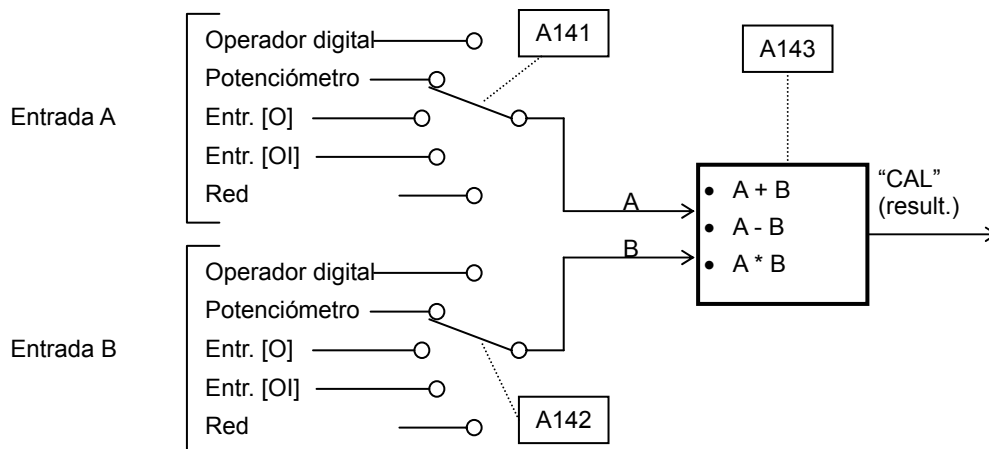 Operador digital
A141
A143
Potenciómetro
Entrada A
Entr. [O]
Entr. [OI]
Red
A
• A + B
• A - B
• A * B
“CAL”
(result.)
B
Operador digital
Potenciómetro
Entrada B
Entr. [O]
Entr. [OI]
A142
Red